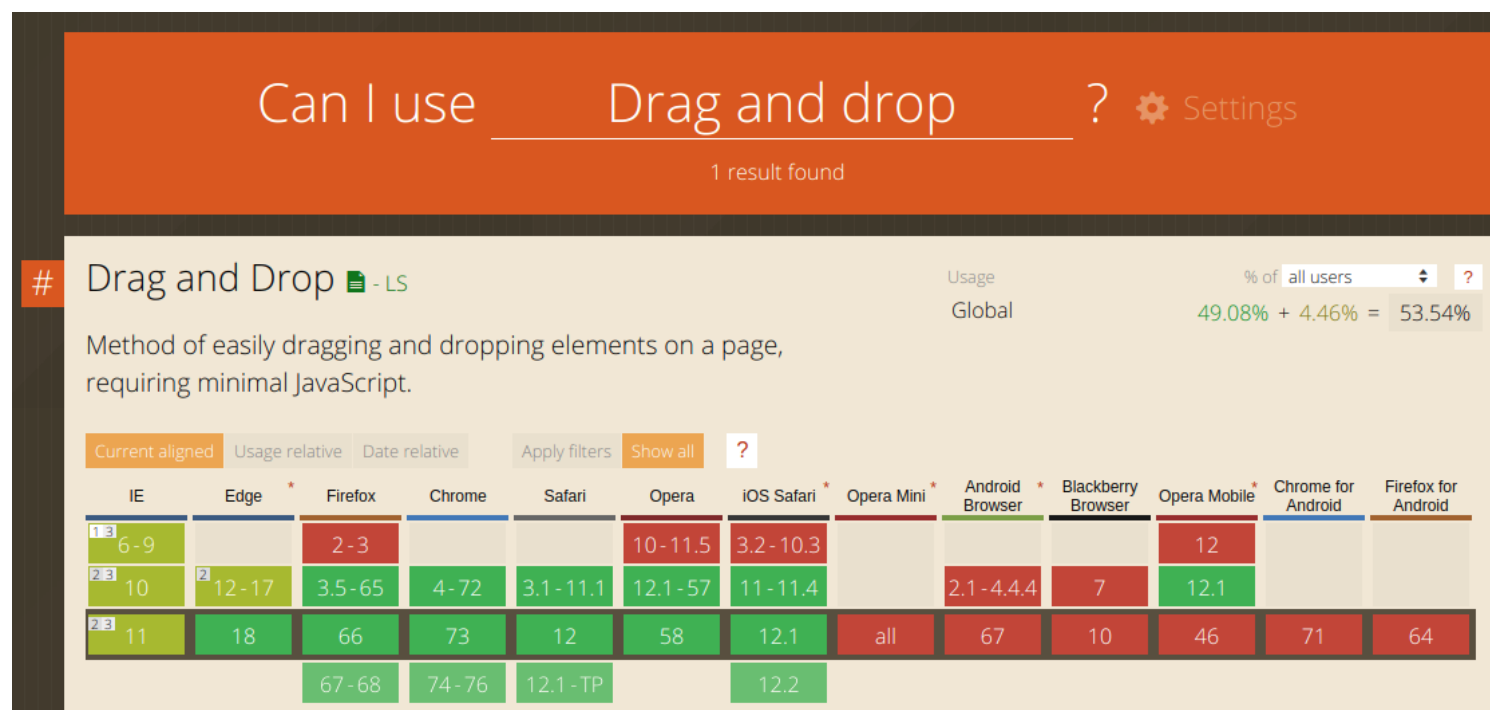 Can I use Drag and drop ? Settings
1 result found
#
Drag and Drop - LS
Usage % of all users ?
Global 49.08% + 4.46% = 53.54%
Method of easily dragging and dropping elements on a page,
requiring minimal JavaScript.
Current aligned Usage relative Date relative Apply filters Show all ?
IE Edge * Firefox Chrome Safari Opera iOS Safari * Opera Mini * Android Browser * Blackberry Browser Opera Mobile * Chrome for Android Firefox for Android
1 3 6-9 2-3 10-11.5 3.2-10.3 12
2 3 10 2 12-17 3.5-65 4-72 3.1-11.1 12.1-57 11-11.4 2.1-4.4.4 7 12.1
2 3 11 18 66 73 12 58 12.1 all 67 10 46 71 64
67-68 74-76 12.1-TP 12.2